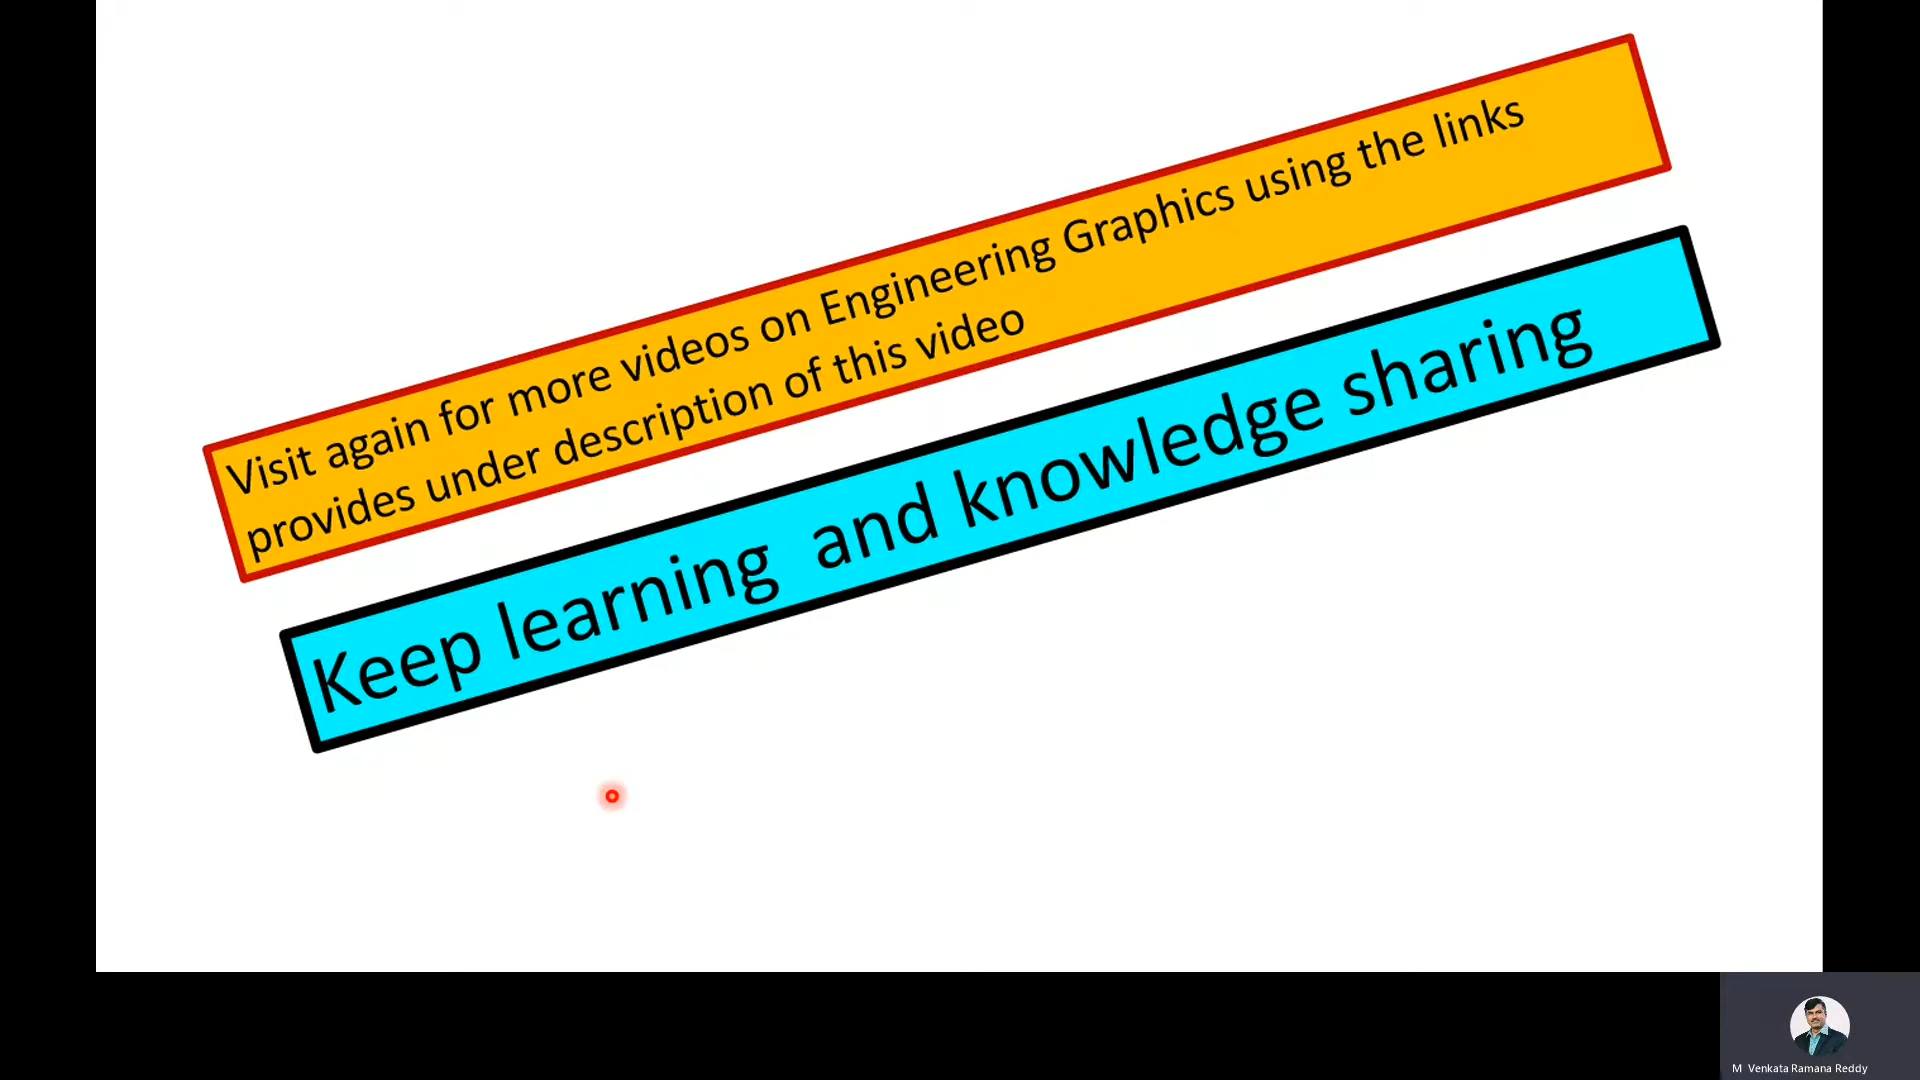 Visit again for more videos on Engineering Graphics using the links
provides under description of this video
Keep learning  and knowledge sharing
M  Venkata Ramana Reddy